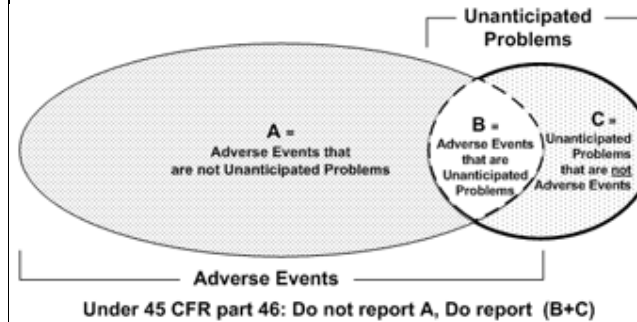 Unanticipated
Problems
A =
Adverse Events that
are not Unanticipated Problems
B =
Adverse Events
that are
Unanticipated
Problems
C =
Unanticipated
Problems
that are not
Adverse Events
Adverse Events
Under 45 CFR part 46: Do not report A, Do report (B+C)